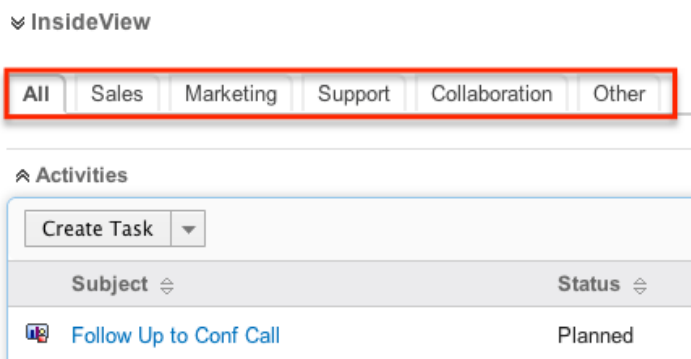 InsideView
All Sales Marketing Support Collaboration Other
Activities
Create Task
Subject Status
Follow Up to Conf Call Planned